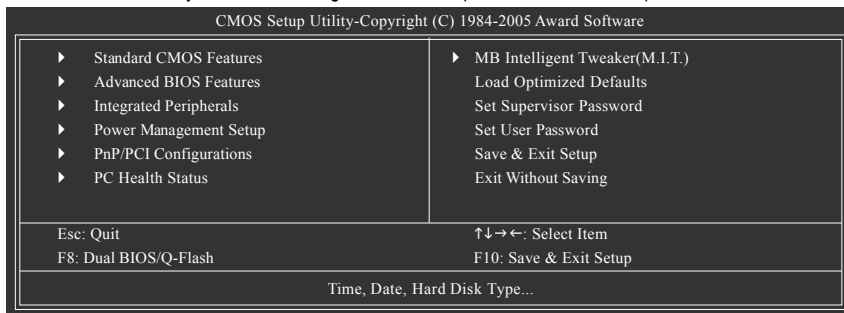 CMOS Setup Utility-Copyright (C) 1984-2005 Award Software
Standard CMOS Features
Advanced BIOS Features
Integrated Peripherals
Power Management Setup
PnP/PCI Configurations
PC Health Status
MB Intelligent Tweaker(M.I.T.)
Load Optimized Defaults
Set Supervisor Password
Set User Password
Save & Exit Setup
Exit Without Saving
Esc: Quit
↑↓→←: Select Item
F8: Dual BIOS/Q-Flash
F10: Save & Exit Setup
Time, Date, Hard Disk Type...